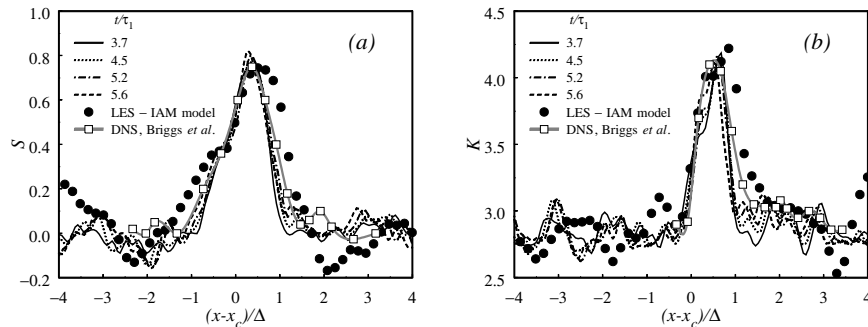 t/τ1
3.7
4.5
5.2
5.6
LES – IAM model
DNS, Briggs et al.
(a)
S
1.0
0.8
0.6
0.4
0.2
0.0
−0.2
−4 −3 −2 −1 0 1 2 3 4
(x-xc)/Δ
t/τ1
3.7
4.5
5.2
5.6
LES – IAM model
DNS, Briggs et al.
(b)
K
4.5
4.0
3.5
3.0
2.5
−4 −3 −2 −1 0 1 2 3 4
(x-xc)/Δ